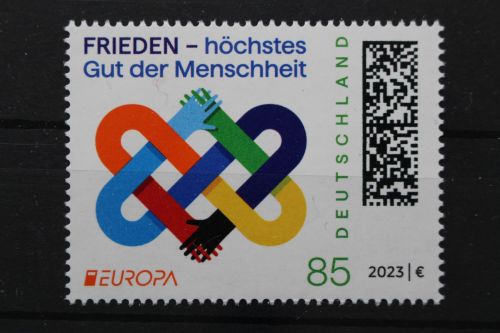 FRIEDEN – höchstes
Gut der Menschheit
DEUTSCHLAND
EUROPA
85
2023 | €